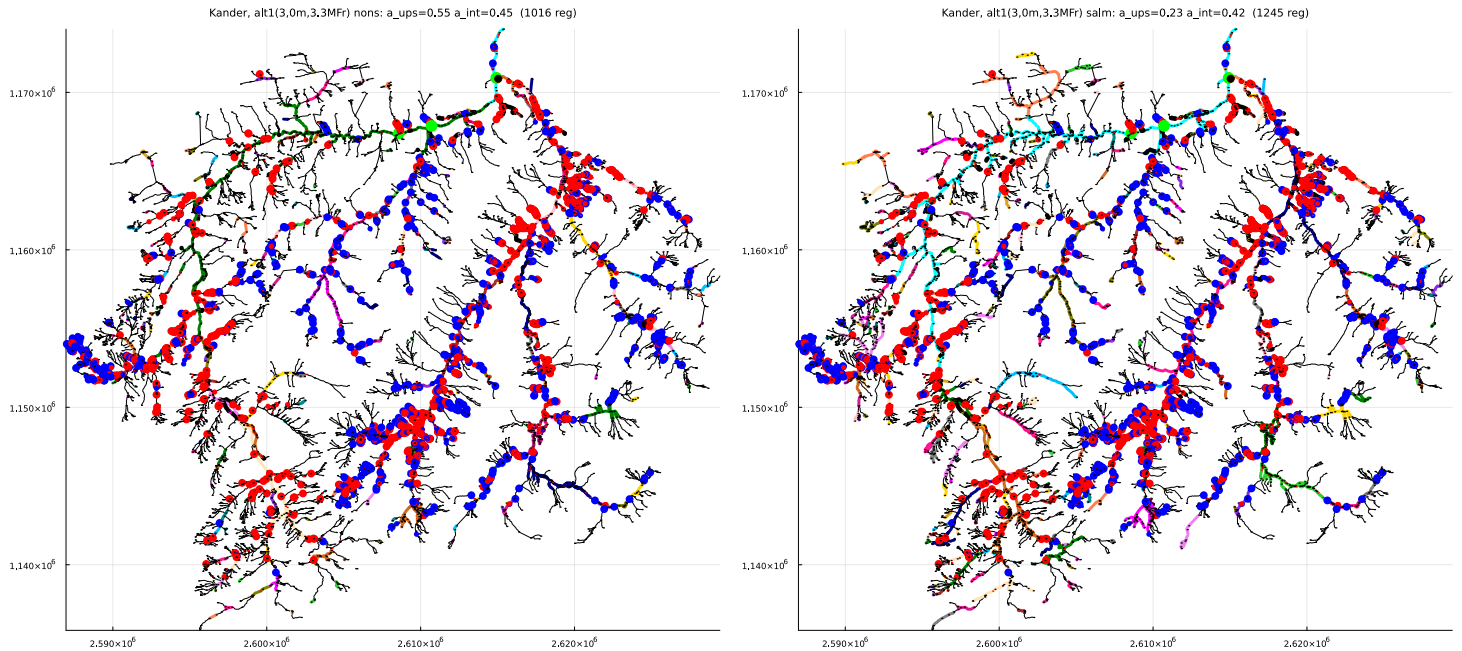 Kander, alt1(3,0m,3.3MFr) nons: a_ups=0.55 a_int=0.45  (1016 reg)
1,170×10⁶
1,160×10⁶
1,150×10⁶
1,140×10⁶
2.590×10⁶ 2.600×10⁶ 2.610×10⁶ 2.620×10⁶
Kander, alt1(3,0m,3.3MFr) salm: a_ups=0.23 a_int=0.42  (1245 reg)
1,170×10⁶
1,160×10⁶
1,150×10⁶
1,140×10⁶
2.590×10⁶ 2.600×10⁶ 2.610×10⁶ 2.620×10⁶